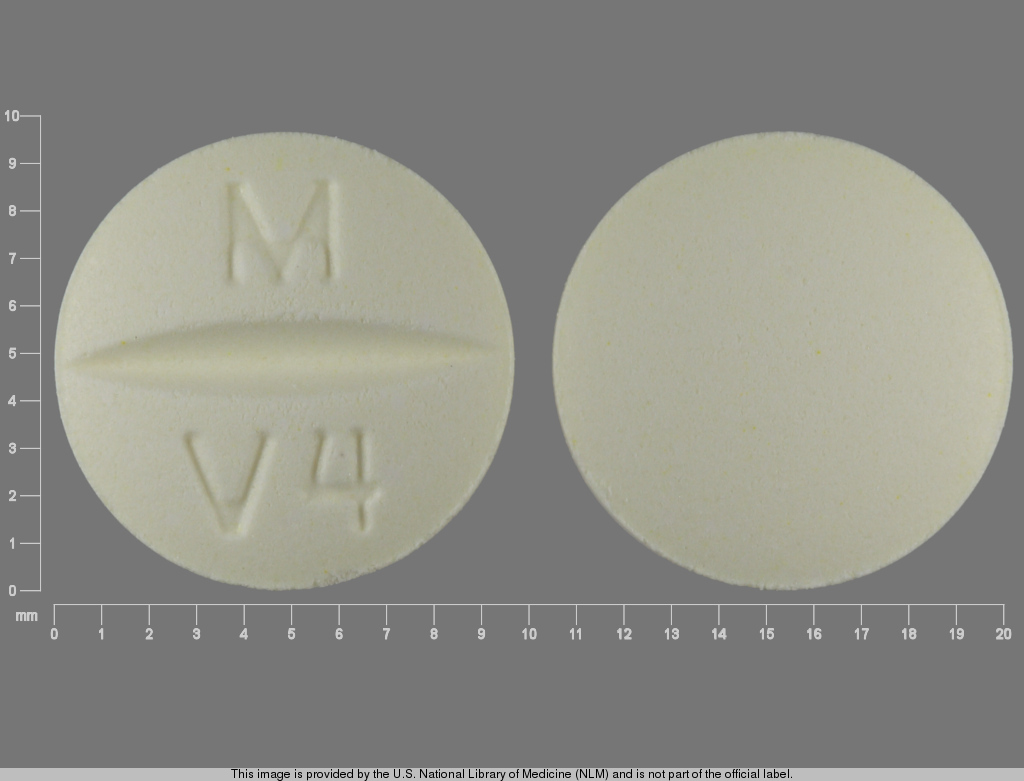 M
V4
10
9
8
7
6
5
4
3
2
1
0
mm
0 1 2 3 4 5 6 7 8 9 10 11 12 13 14 15 16 17 18 19 20
This image is provided by the U.S. National Library of Medicine (NLM) and is not part of the official label.